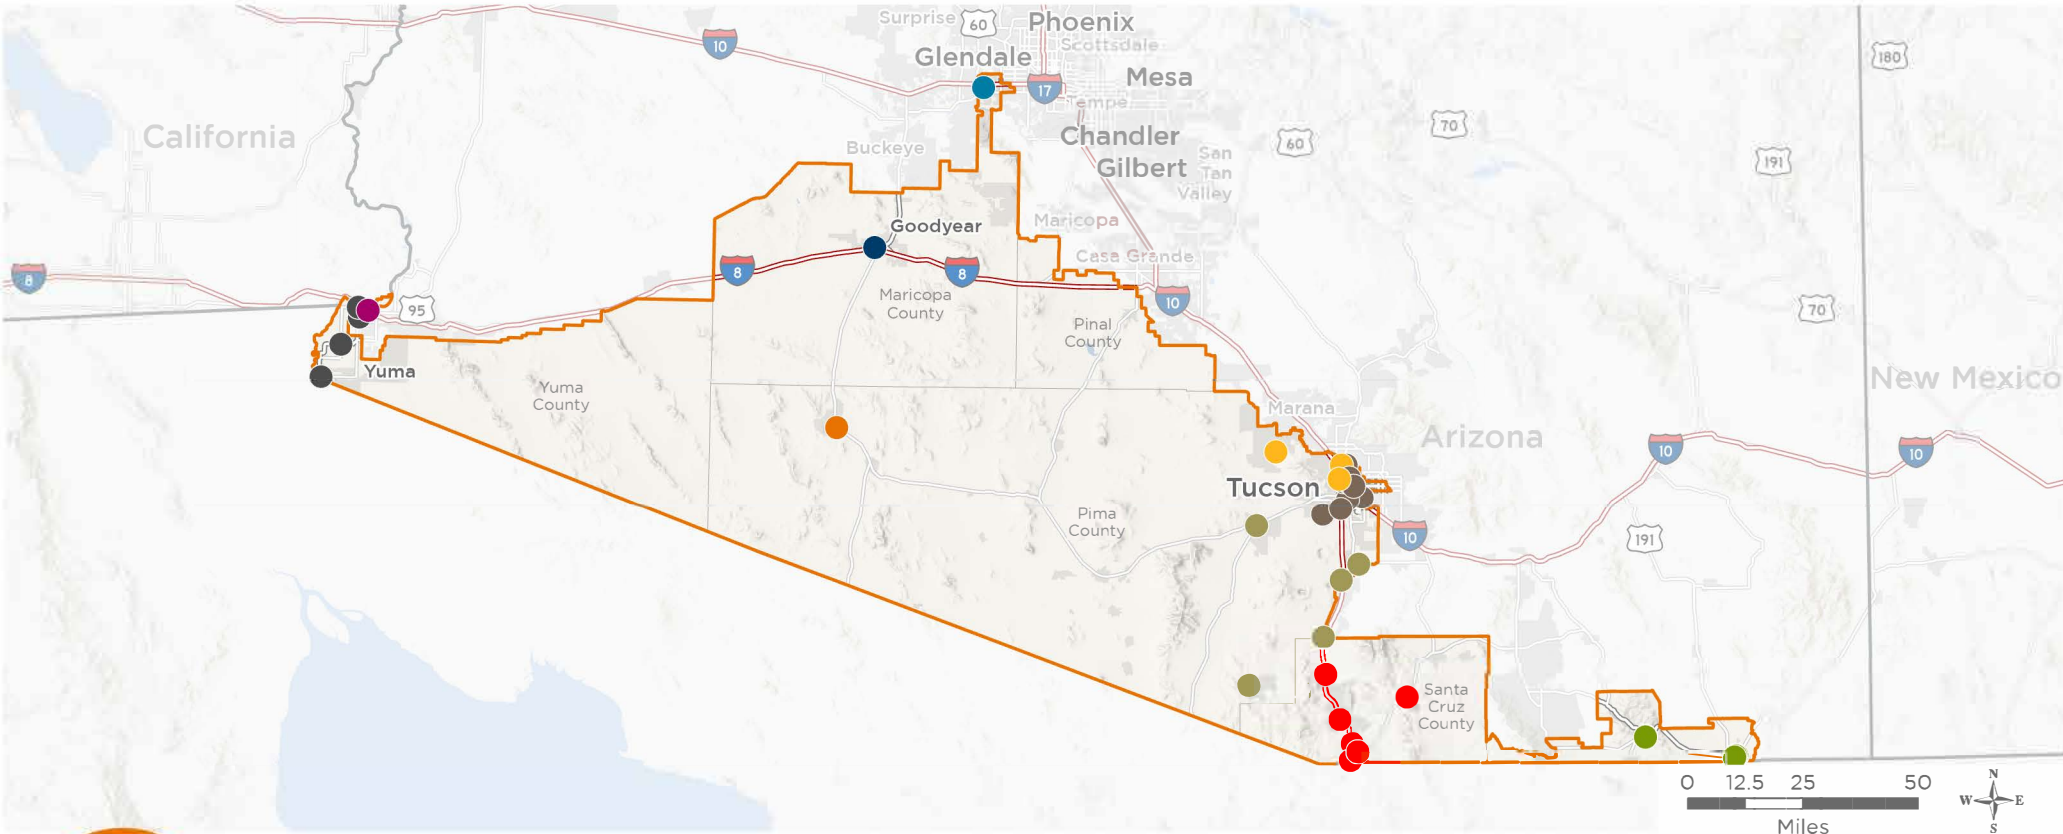 Surprise
60
Phoenix
Scottsdale
10
Glendale
180
Mesa
17
Tempe
California
70
Chandler
60
Buckeye
Gilbert
San
Tan
Valley
191
Maricopa
Goodyear
Casa Grande
8
8
8
10
95
Maricopa
County
70
Pinal
County
Yuma
New Mexico
Yuma
County
Marana
Arizona
10
10
Tucson
Pima
County
10
191
Santa
Cruz
County
0 12.5 25 50
Miles
N
W E
S